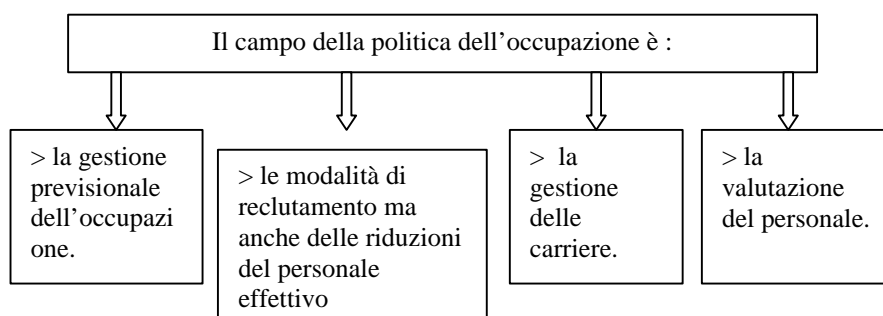 Il campo della politica dell’occupazione è :
> la gestione
previsionale
dell’occupazi
one.
> le modalità di
reclutamento ma
anche delle riduzioni
del personale
effettivo
> la
gestione
delle
carriere.
> la
valutazione
del personale.